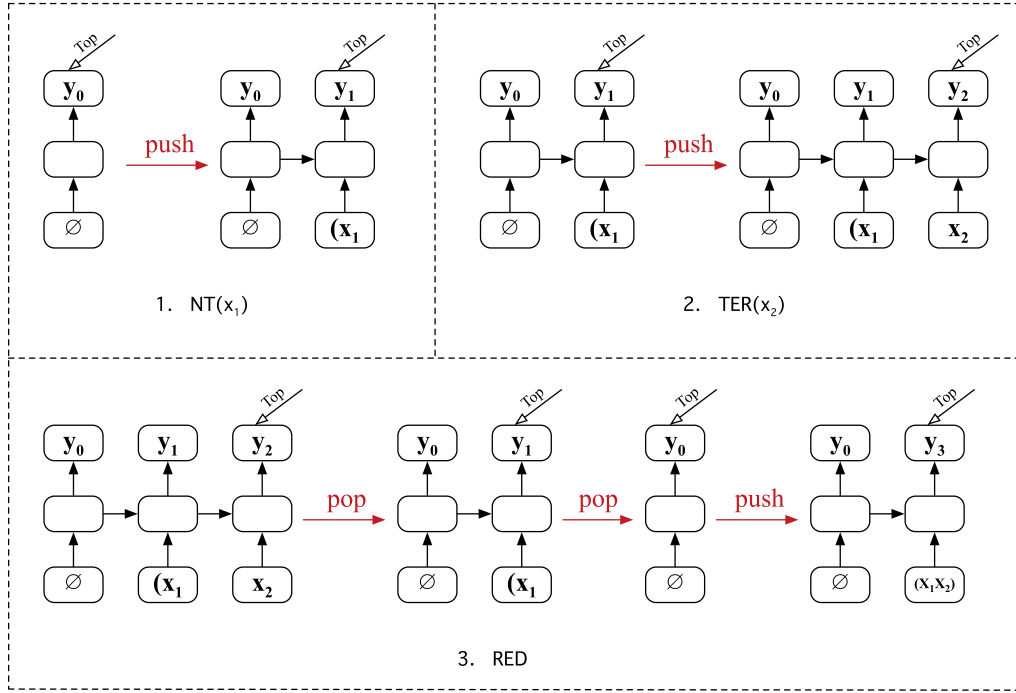 Top Top Top Top
y₀ y₀ y₁ y₀ y₁ y₀ y₁ y₂
push push
∅ ∅ (x₁ ∅ (x₁ ∅ (x₁ x₂
1. NT(x₁) 2. TER(x₂)
Top Top Top Top
y₀ y₁ y₂ y₀ y₁ y₀ y₀ y₃
pop pop push
∅ (x₁ x₂ ∅ (x₁ ∅ ∅ (X₁X₂)
3. RED